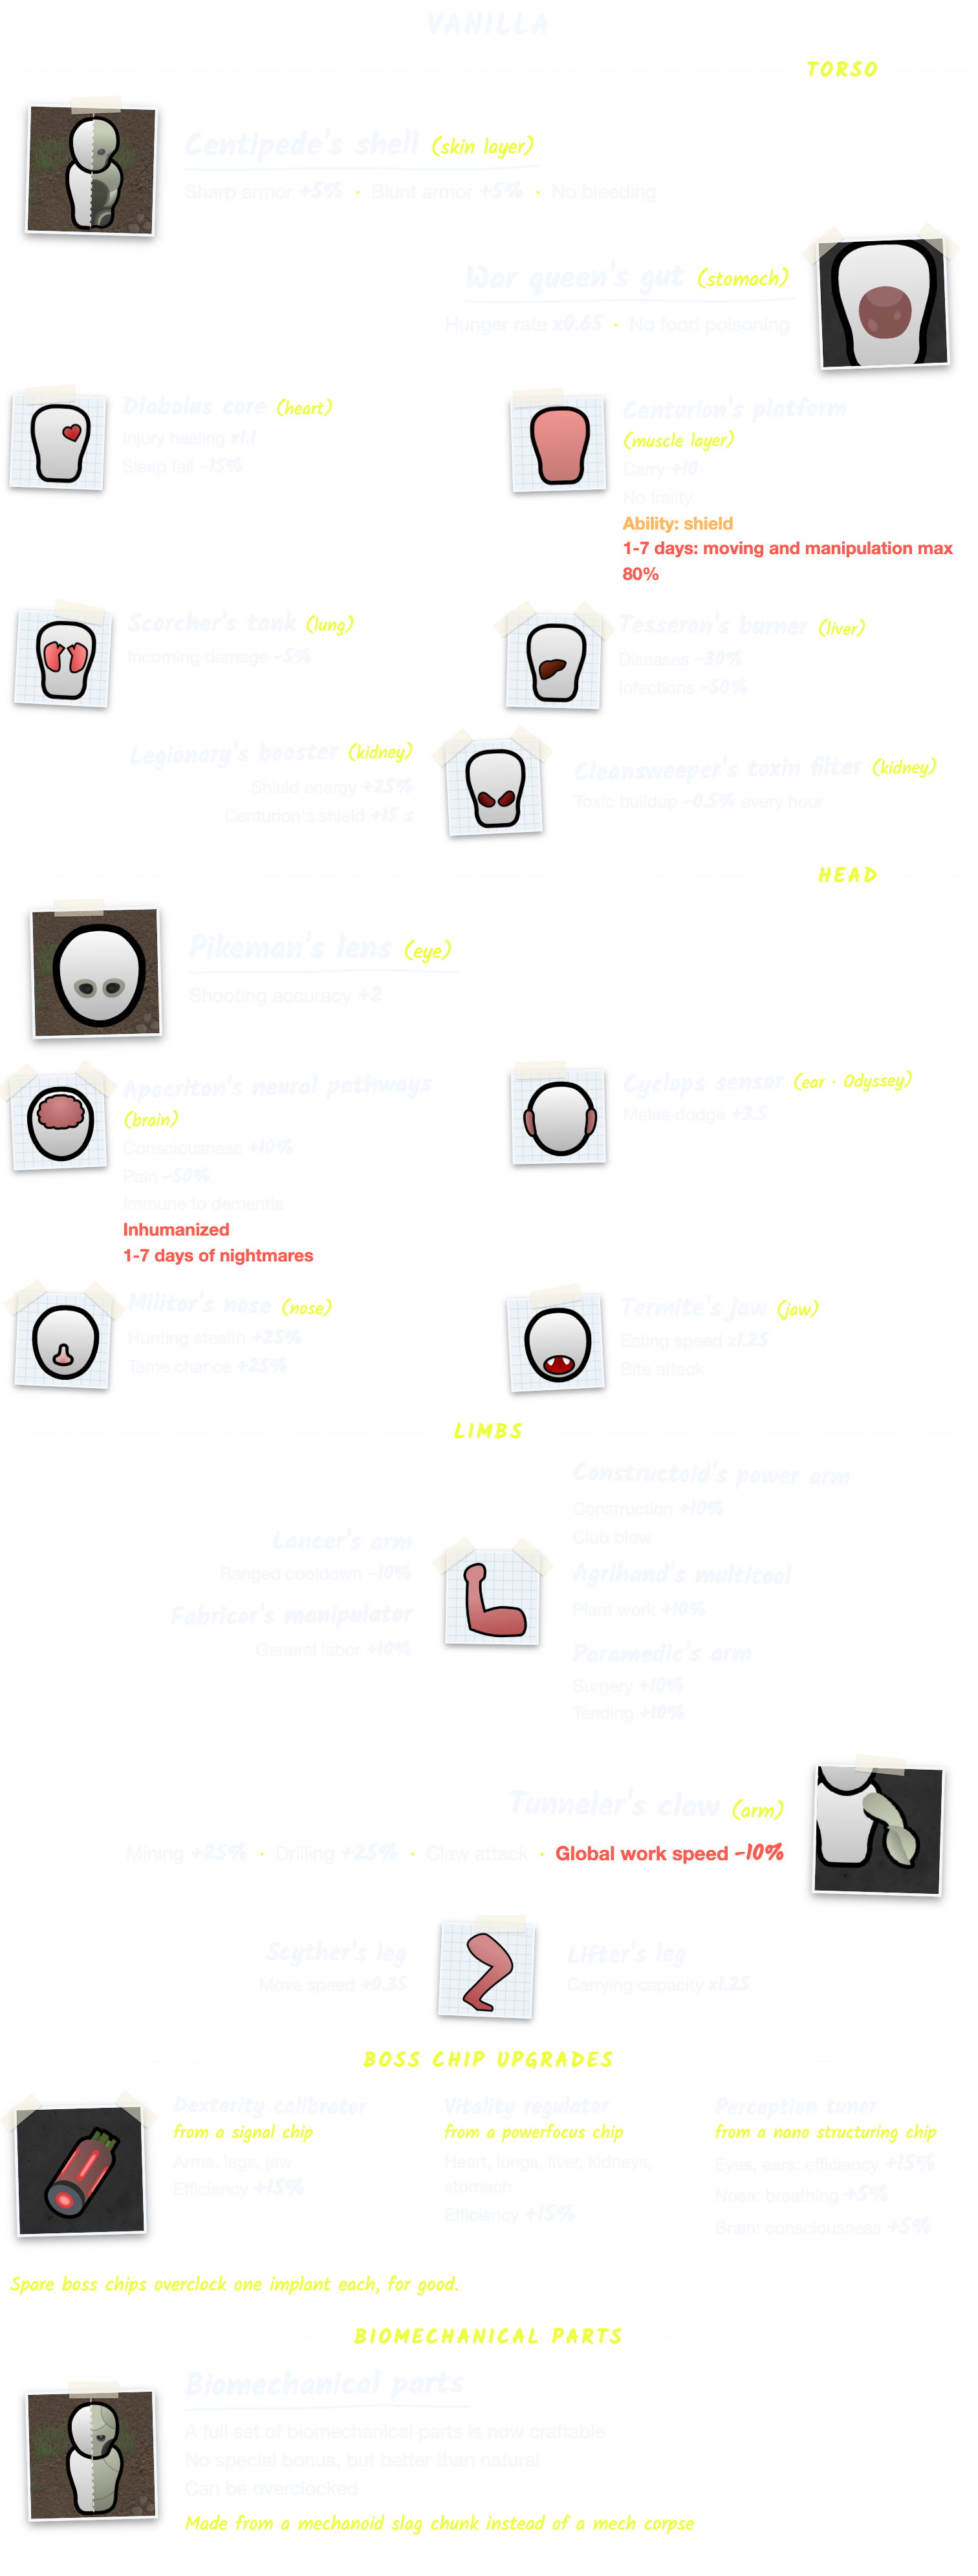 VANILLA
TORSO
Centipede's shell (skin layer)
Sharp armor +5% · Blunt armor +5% · No bleeding
War queen's gut (stomach)
Hunger rate x0.65 · No food poisoning
Diabolus core (heart)
Injury healing x1.1
Sleep fall -15%
Centurion's platform
(muscle layer)
Carry +10
No frailty
Ability: shield
1-7 days: moving and manipulation max
80%
Scorcher's tank (lung)
Incoming damage -5%
Tesseron's burner (liver)
Diseases -30%
Infections -50%
Legionary's booster (kidney)
Shield energy +25%
Centurion's shield +15 s
Cleansweeper's toxin filter (kidney)
Toxic buildup -0.5% every hour
HEAD
Pikeman's lens (eye)
Shooting accuracy +2
Apocriton's neural pathways
(brain)
Consciousness +10%
Pain -50%
Immune to dementia
Inhumanized
1-7 days of nightmares
Cyclops sensor (ear · Odyssey)
Melee dodge +3.5
Militor's nose (nose)
Hunting stealth +25%
Tame chance +25%
Termite's jaw (jaw)
Eating speed x1.25
Bite attack
LIMBS
Lancer's arm
Ranged cooldown -10%
Fabricor's manipulator
General labor +10%
Constructoid's power arm
Construction +10%
Club blow
Agrihand's multitool
Plant work +10%
Paramedic's arm
Surgery +10%
Tending +10%
Tunneler's claw (arm)
Mining +25% · Drilling +25% · Claw attack · Global work speed -10%
Scyther's leg
Move speed +0.35
Lifter's leg
Carrying capacity x1.25
BOSS CHIP UPGRADES
Dexterity calibrator
from a signal chip
Arms, legs, jaw
Efficiency +15%
Vitality regulator
from a powerfocus chip
Heart, lungs, liver, kidneys,
stomach
Efficiency +15%
Perception tuner
from a nano structuring chip
Eyes, ears: efficiency +15%
Nose: breathing +5%
Brain: consciousness +5%
Spare boss chips overclock one implant each, for good.
BIOMECHANICAL PARTS
Biomechanical parts
A full set of biomechanical parts is now craftable
No special bonus, but better than natural
Can be overclocked
Made from a mechanoid slag chunk instead of a mech corpse